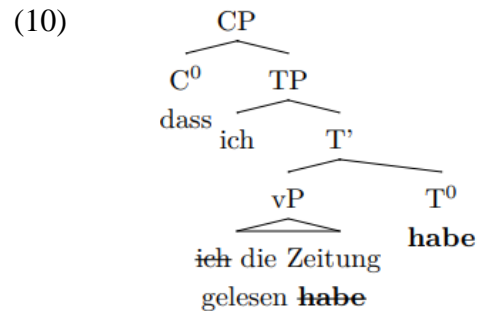 (10)
CP
C⁰ TP
dass
ich T'
vP T⁰
habe
ich die Zeitung
gelesen habe